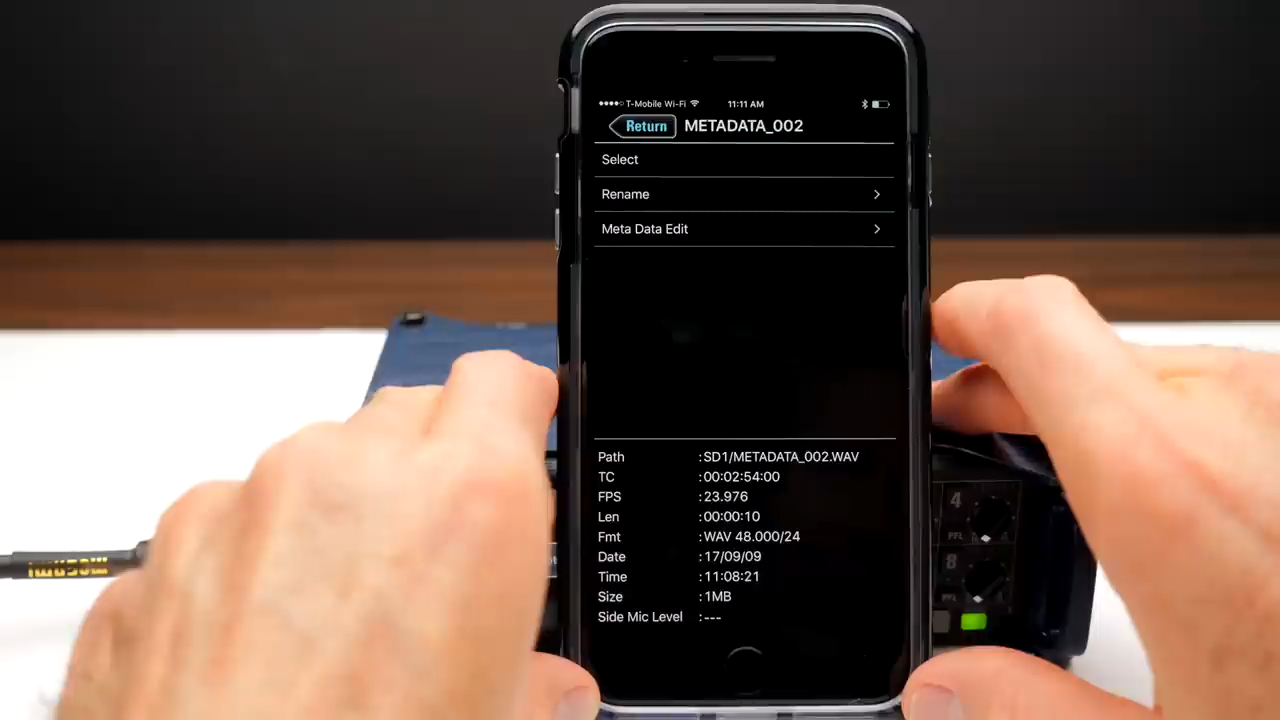 T-Mobile Wi-Fi 11:11 AM
Return METADATA_002
Select
Rename
Meta Data Edit
Path :SD1/METADATA_002.WAV
TC :00:02:54:00
FPS :23.976
Len :00:00:10
Fmt :WAV 48.000/24
Date :17/09/09
Time :11:08:21
Size :1MB
Side Mic Level :---
4
PFL
8
PFL
mogami